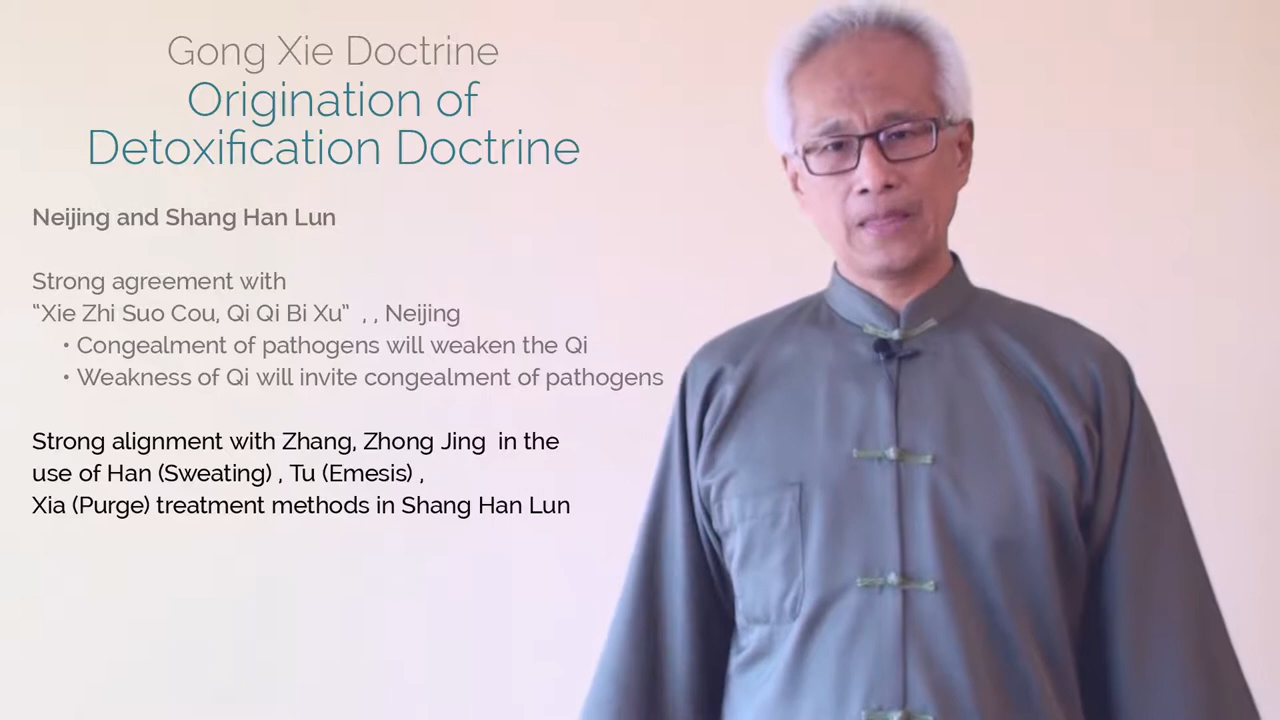 Gong Xie Doctrine
Origination of
Detoxification Doctrine
Neijing and Shang Han Lun
Strong agreement with
“Xie Zhi Suo Cou, Qi Qi Bi Xu” , , Neijing
• Congealment of pathogens will weaken the Qi
• Weakness of Qi will invite congealment of pathogens
Strong alignment with Zhang, Zhong Jing in the
use of Han (Sweating) , Tu (Emesis) ,
Xia (Purge) treatment methods in Shang Han Lun